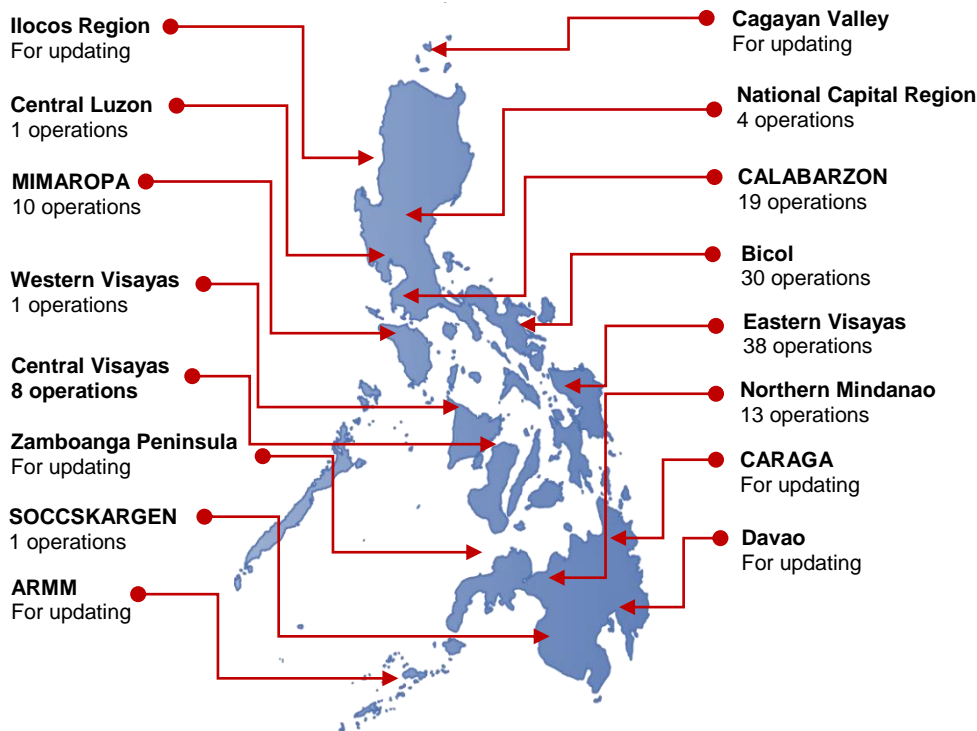 Ilocos Region
For updating
Central Luzon
1 operations
MIMAROPA
10 operations
Western Visayas
1 operations
Central Visayas
8 operations
Zamboanga Peninsula
For updating
SOCCSKARGEN
1 operations
ARMM
For updating
Cagayan Valley
For updating
National Capital Region
4 operations
CALABARZON
19 operations
Bicol
30 operations
Eastern Visayas
38 operations
Northern Mindanao
13 operations
CARAGA
For updating
Davao
For updating